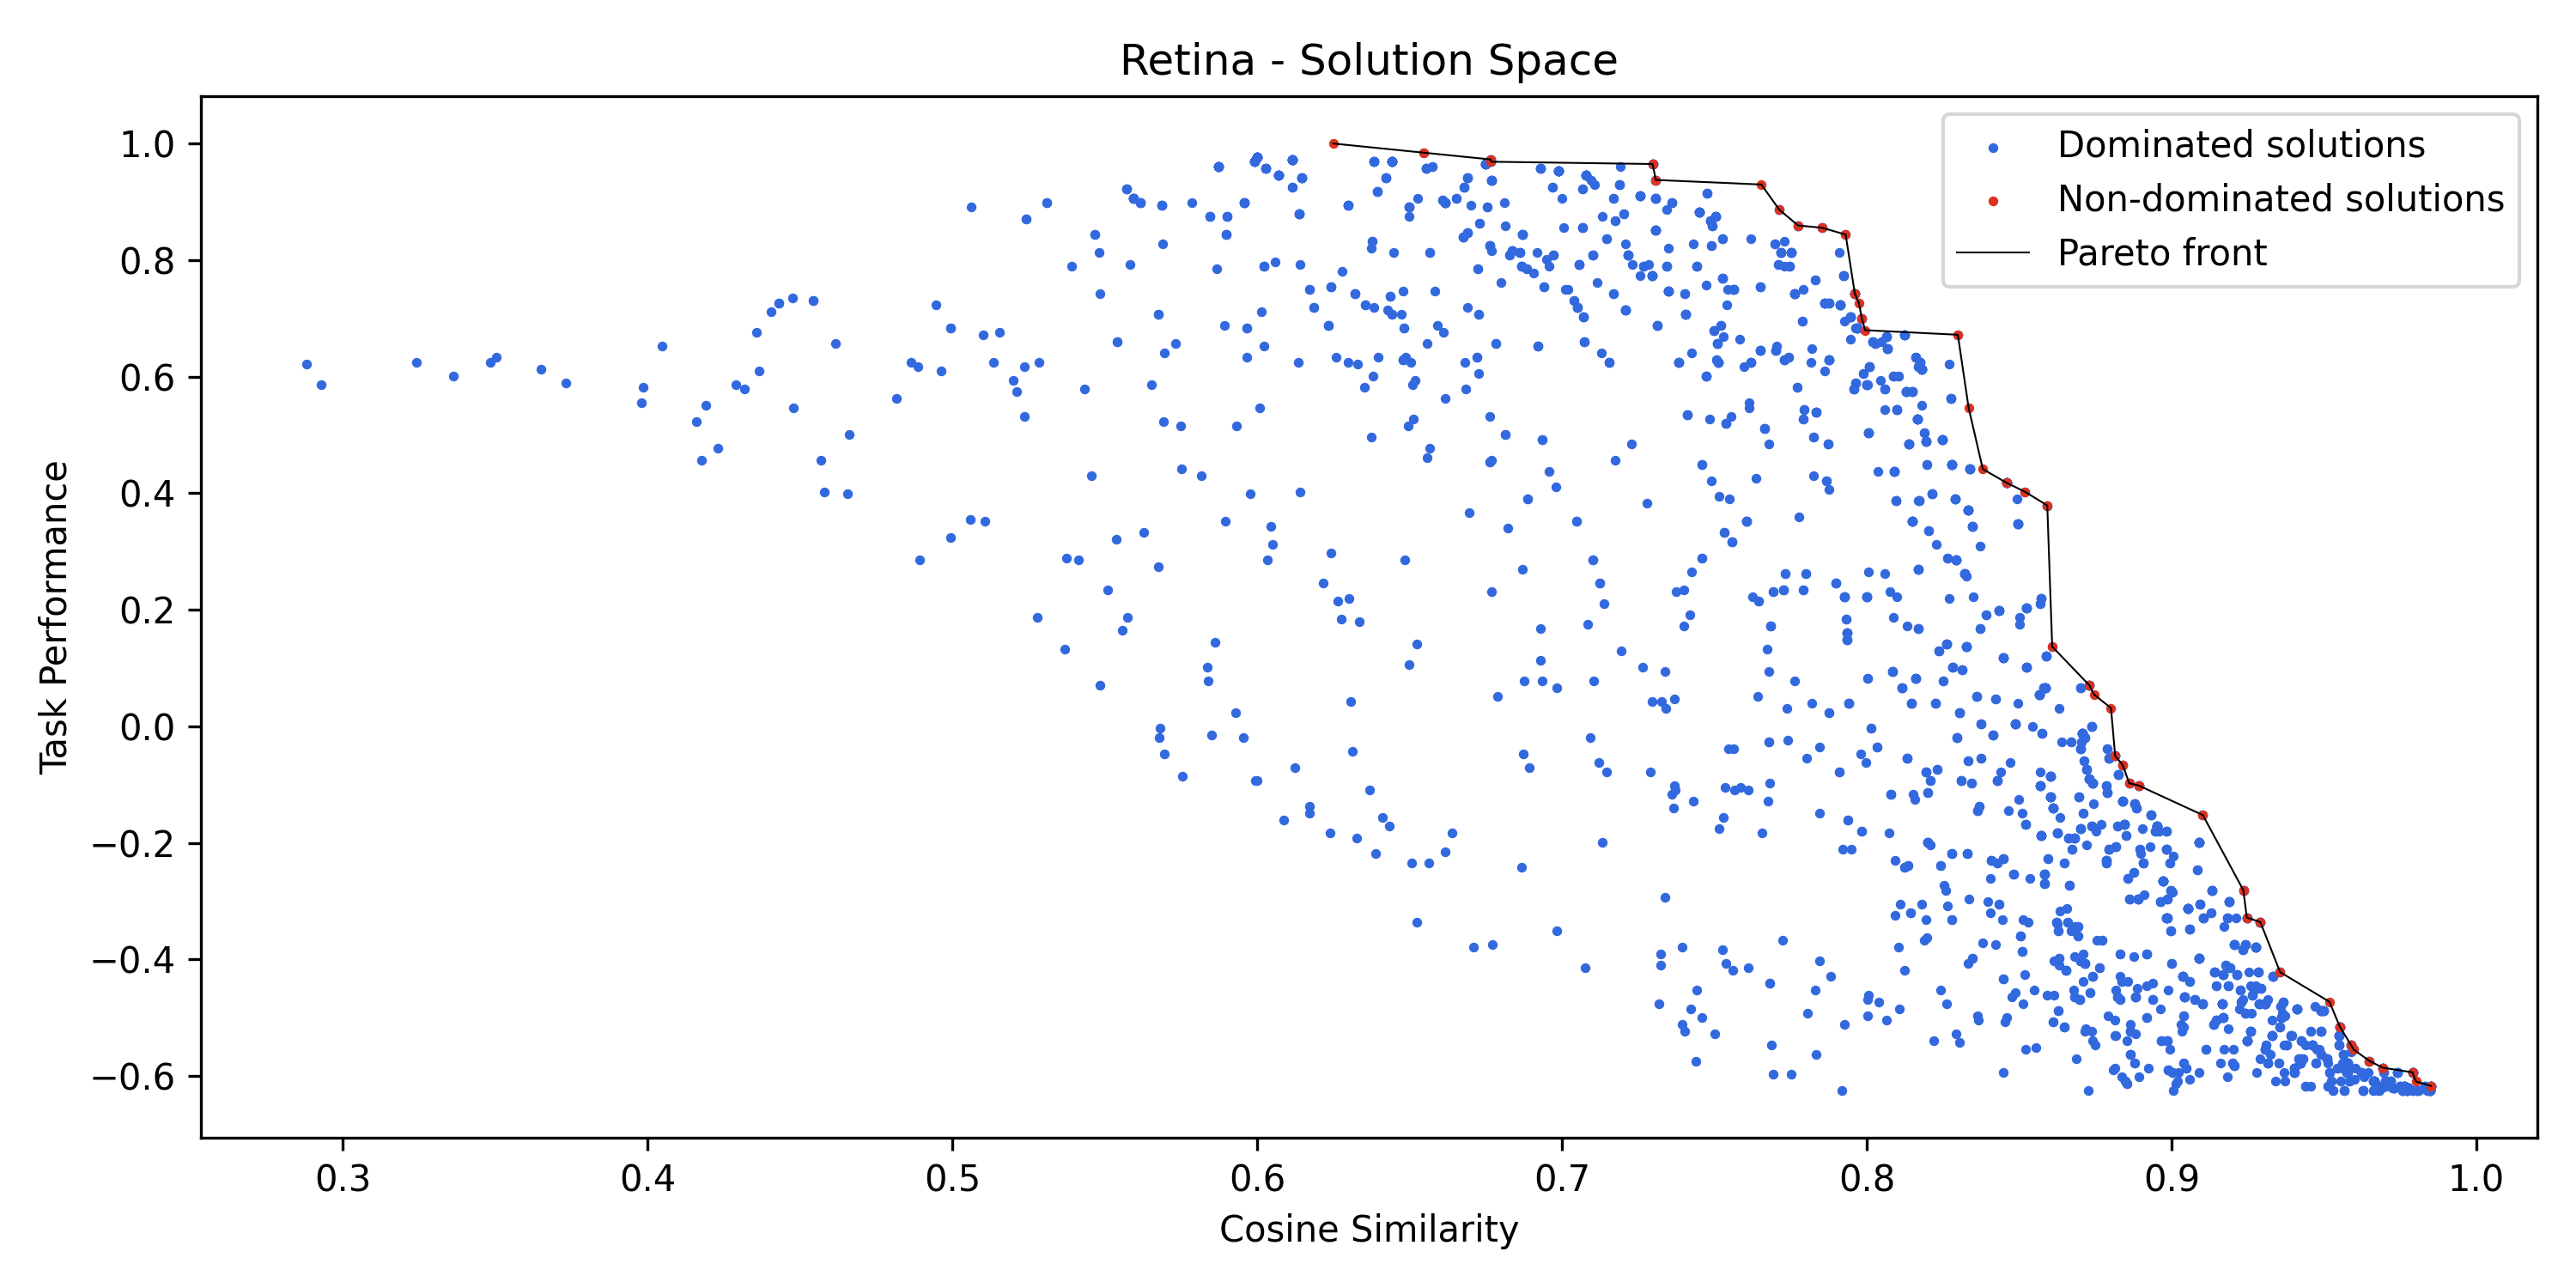 Retina - Solution Space
Dominated solutions
Non-dominated solutions
Pareto front
Task Performance
1.0
0.8
0.6
0.4
0.2
0.0
−0.2
−0.4
−0.6
0.3 0.4 0.5 0.6 0.7 0.8 0.9 1.0
Cosine Similarity